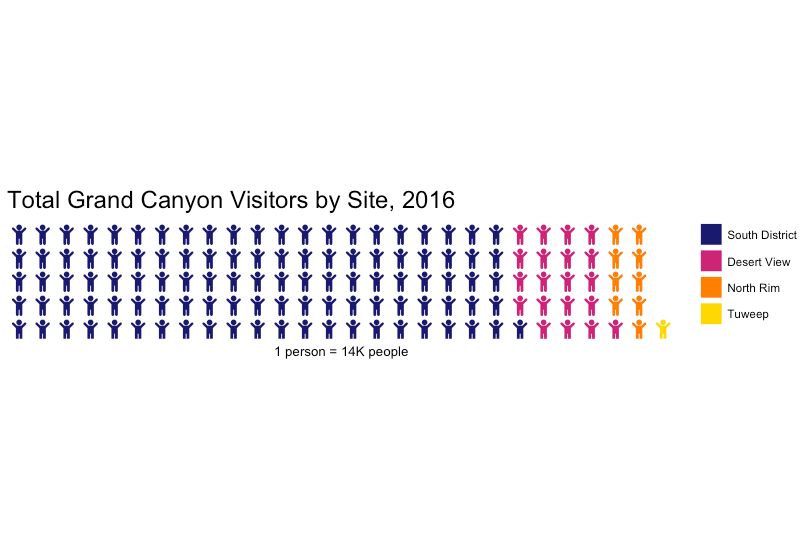 Total Grand Canyon Visitors by Site, 2016
South District
Desert View
North Rim
Tuweep
1 person = 14K people